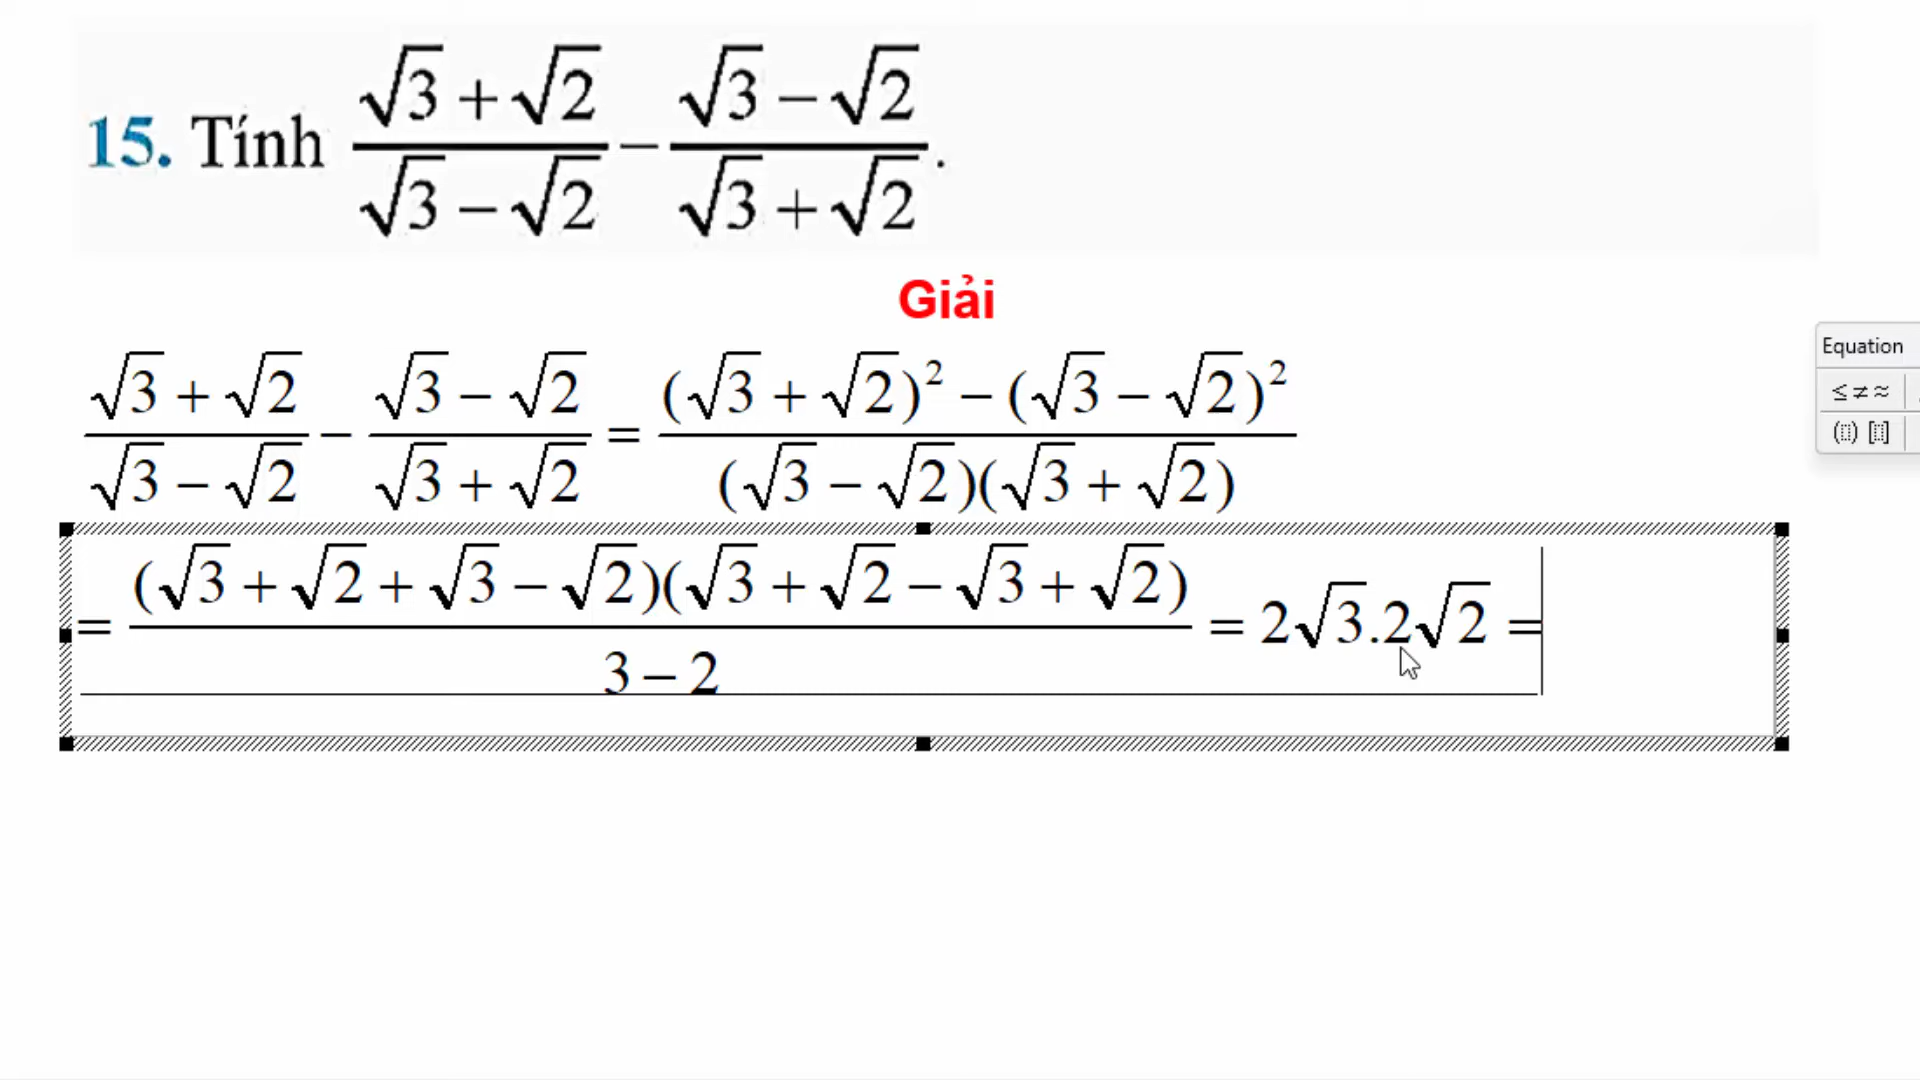 15. Tính (√3 + √2)/(√3 − √2) − (√3 − √2)/(√3 + √2).
Giải
(√3 + √2)/(√3 − √2) − (√3 − √2)/(√3 + √2) = ((√3 + √2)² − (√3 − √2)²)/((√3 − √2)(√3 + √2))
Equation
≤ ≠ ≈
= ((√3 + √2 + √3 − √2)(√3 + √2 − √3 + √2))/(3 − 2) = 2√3.2√2 =